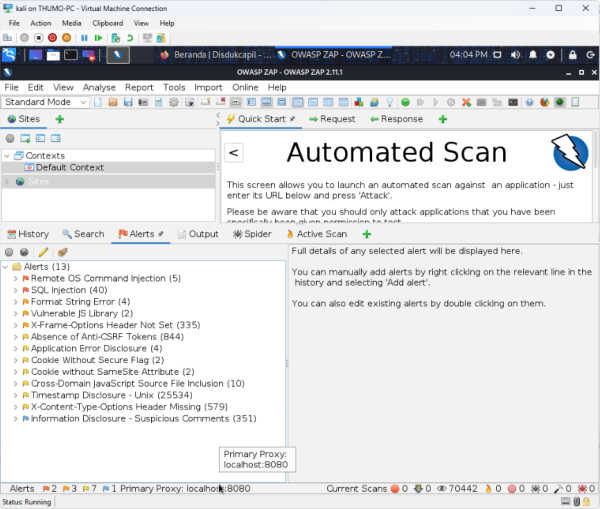 kali on THUMO-PC - Virtual Machine Connection
File Action Media Clipboard View Help
Beranda | Disdukcapil - ... OWASP ZAP - OWASP Z... 04:04 PM
OWASP ZAP - OWASP ZAP 2.11.1
File Edit View Analyse Report Tools Import Online Help
Standard Mode
Sites
Quick Start Request Response
Contexts
Default Context
Sites
<
Automated Scan
This screen allows you to launch an automated scan against an application - just
enter its URL below and press 'Attack'.
Please be aware that you should only attack applications that you have been
specifically been given permission to test.
History Search Alerts Output Spider Active Scan
Alerts (13)
Remote OS Command Injection (5)
SQL Injection (40)
Format String Error (4)
Vulnerable JS Library (2)
X-Frame-Options Header Not Set (335)
Absence of Anti-CSRF Tokens (844)
Application Error Disclosure (4)
Cookie Without Secure Flag (2)
Cookie without SameSite Attribute (2)
Cross-Domain JavaScript Source File Inclusion (10)
Timestamp Disclosure - Unix (25534)
X-Content-Type-Options Header Missing (579)
Information Disclosure - Suspicious Comments (351)
Full details of any selected alert will be displayed here.
You can manually add alerts by right clicking on the relevant line in the
history and selecting 'Add alert'.
You can also edit existing alerts by double clicking on them.
Primary Proxy:
localhost:8080
Alerts 2 3 7 1 Primary Proxy: localhost:8080 Current Scans 0 0 70442 0 0 0 0 0
Status: Running